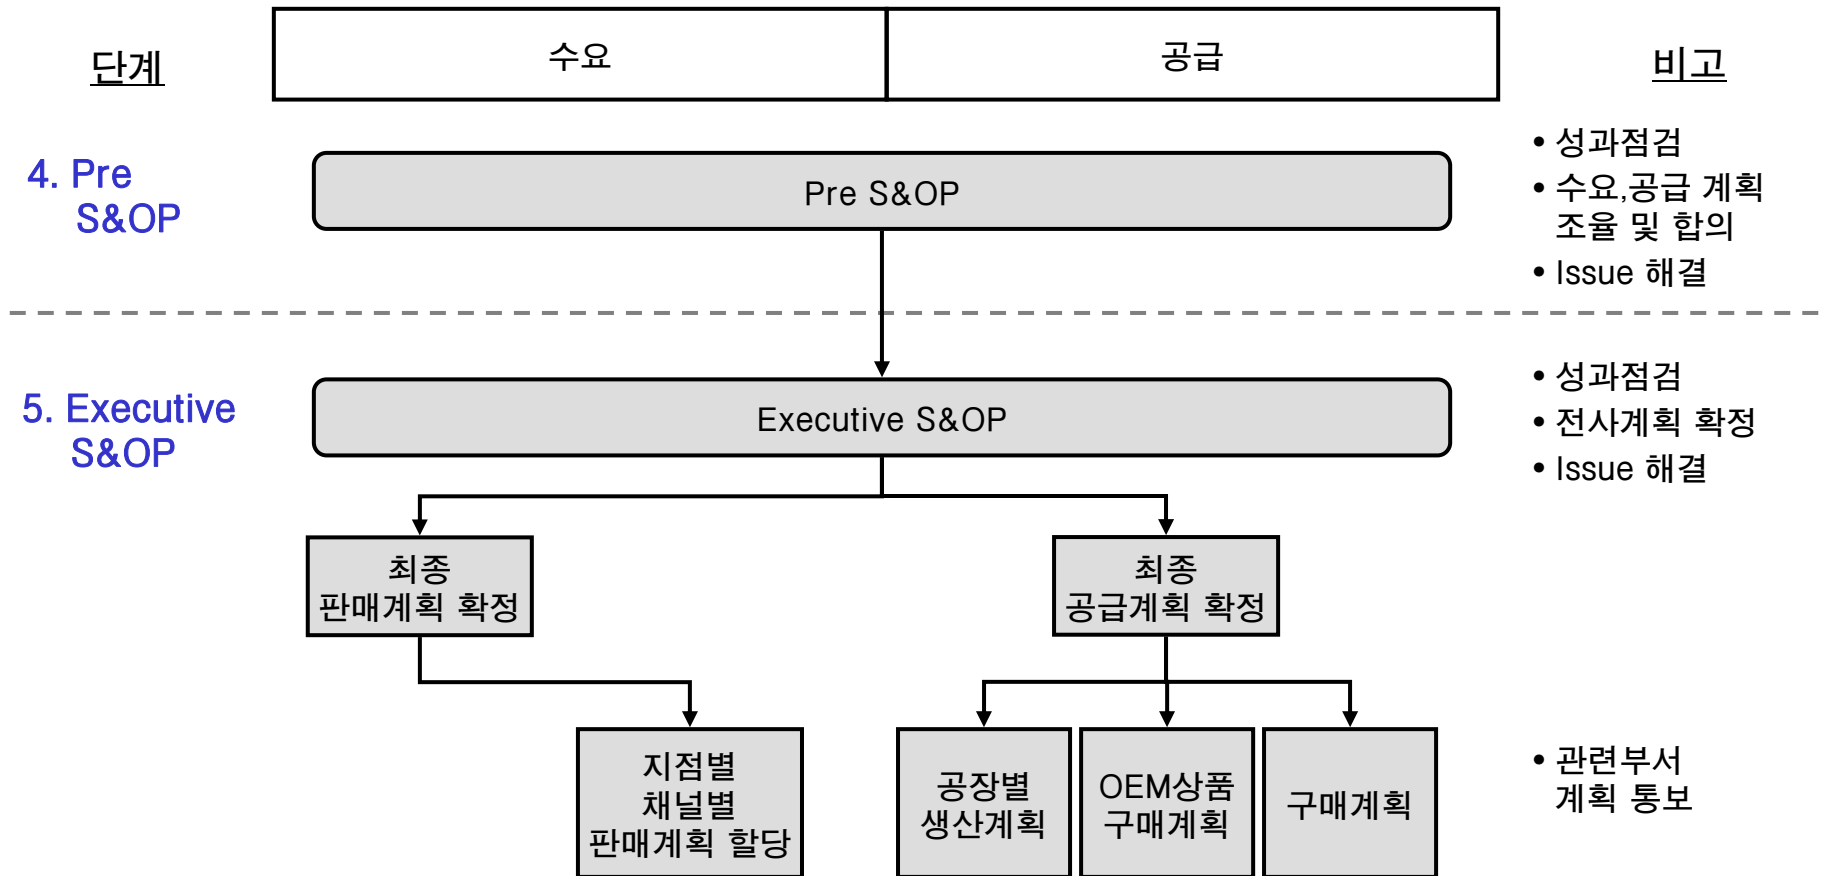 단계
수요
공급
비고
4. Pre
S&OP
Pre S&OP
• 성과점검
• 수요,공급 계획
조율 및 합의
• Issue 해결
5. Executive
S&OP
Executive S&OP
• 성과점검
• 전사계획 확정
• Issue 해결
최종
판매계획 확정
최종
공급계획 확정
지점별
채널별
판매계획 할당
공장별
생산계획
OEM상품
구매계획
구매계획
• 관련부서
계획 통보